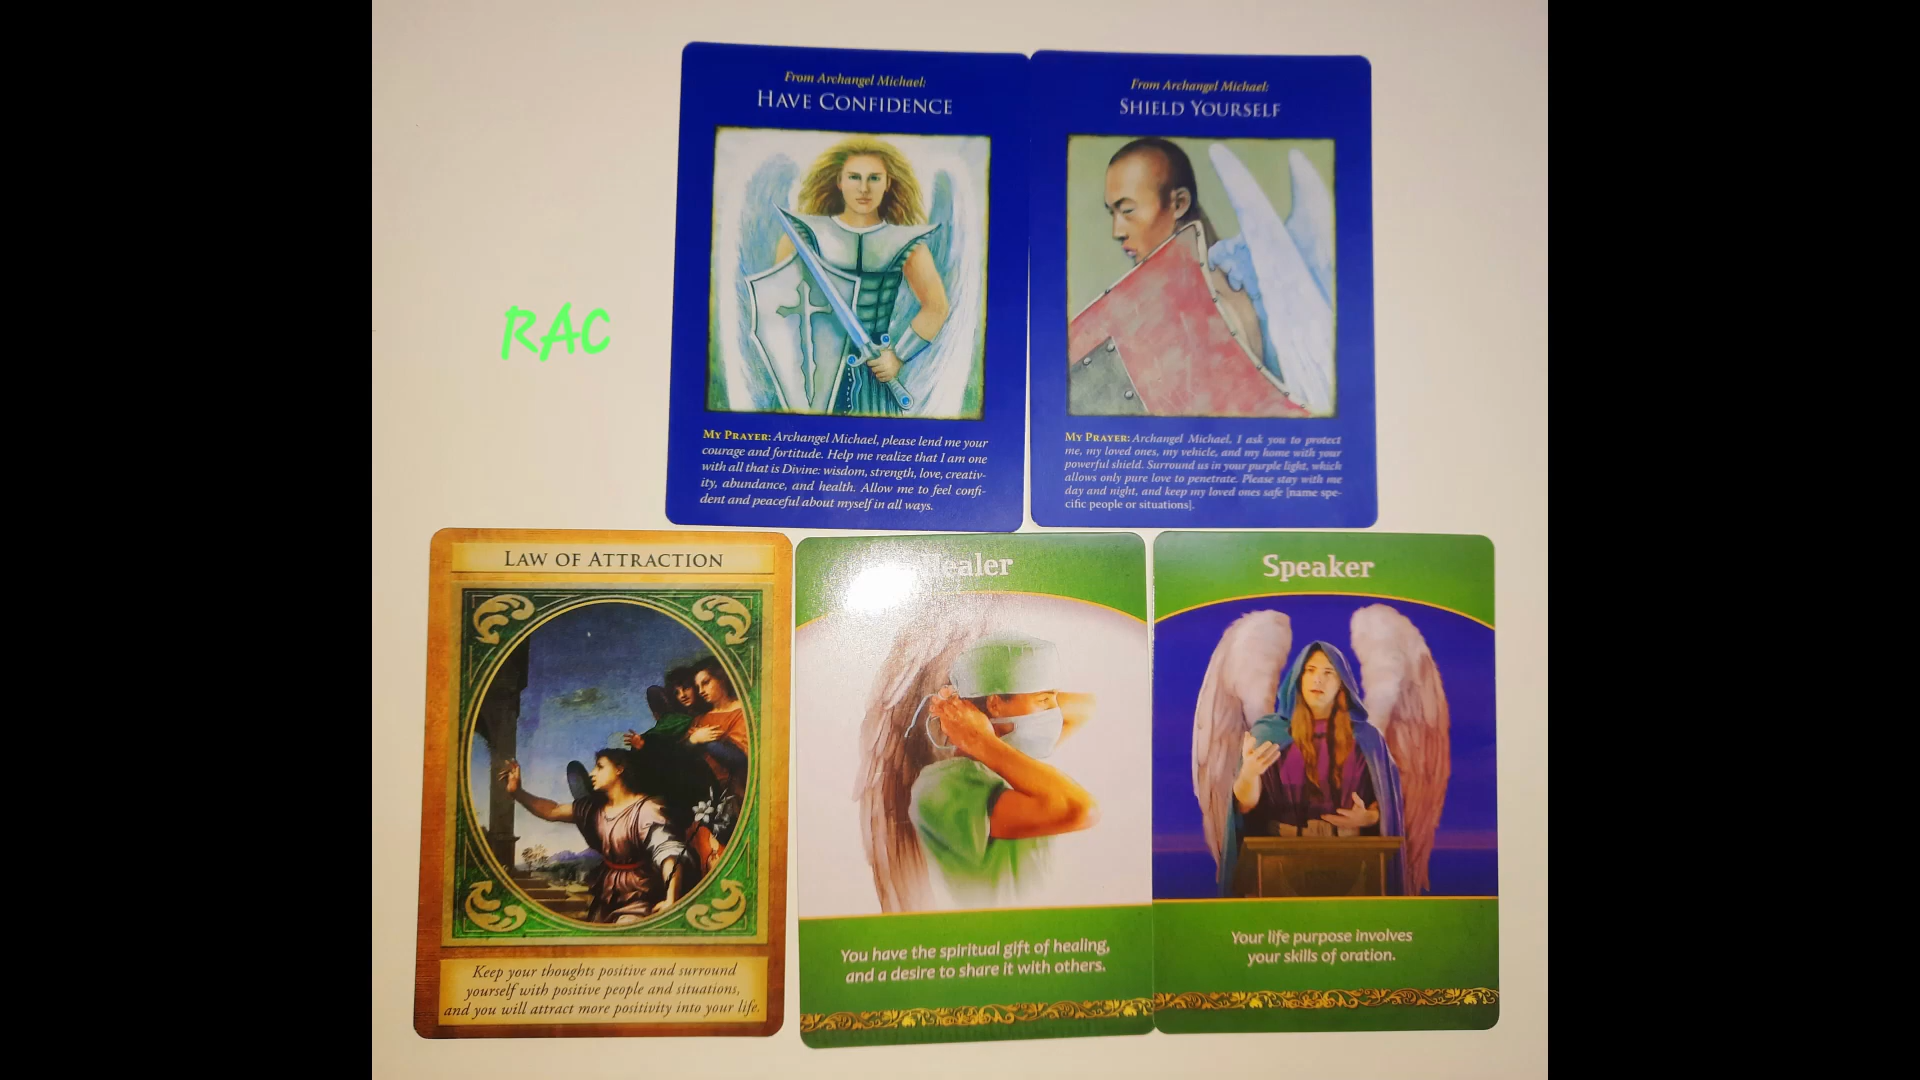 From Archangel Michael:
HAVE CONFIDENCE
MY PRAYER: Archangel Michael, please lend me your
courage and fortitude. Help me realize that I am one
with all that is Divine: wisdom, strength, love, creativ-
ity, abundance, and health. Allow me to feel confi-
dent and peaceful about myself in all ways.
From Archangel Michael:
SHIELD YOURSELF
MY PRAYER: Archangel Michael, I ask you to protect
me, my loved ones, my vehicle, and my home with your
powerful shield. Surround us in your purple light, which
allows only pure love to penetrate. Please stay with me
day and night, and keep my loved ones safe [name spe-
cific people or situations].
RAC
LAW OF ATTRACTION
Keep your thoughts positive and surround
yourself with positive people and situations,
and you will attract more positivity into your life.
Healer
You have the spiritual gift of healing,
and a desire to share it with others.
Speaker
Your life purpose involves
your skills of oration.